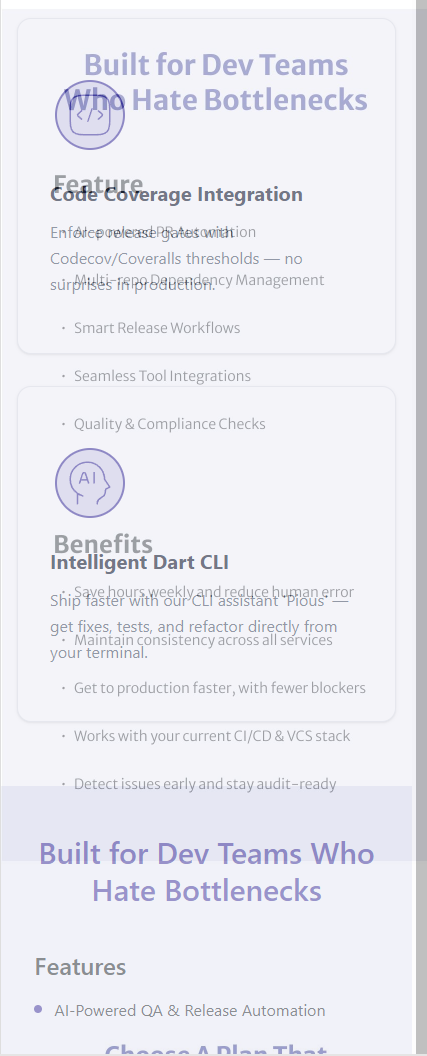 Built for Dev Teams
Who Hate Bottlenecks
</>
Feature
Code Coverage Integration
Enforce release gates with
AI-powered PR Automation
Codecov/Coveralls thresholds — no
Multi-repo Dependency Management
surprises in production.
Smart Release Workflows
Seamless Tool Integrations
Quality & Compliance Checks
AI
Benefits
Intelligent Dart CLI
Save hours weekly and reduce human error
Ship faster with our CLI assistant "Pious" —
get fixes, tests, and refactor directly from
Maintain consistency across all services
your terminal.
Get to production faster, with fewer blockers
Works with your current CI/CD & VCS stack
Detect issues early and stay audit-ready
Built for Dev Teams Who
Hate Bottlenecks
Features
AI-Powered QA & Release Automation
Choose A Plan That